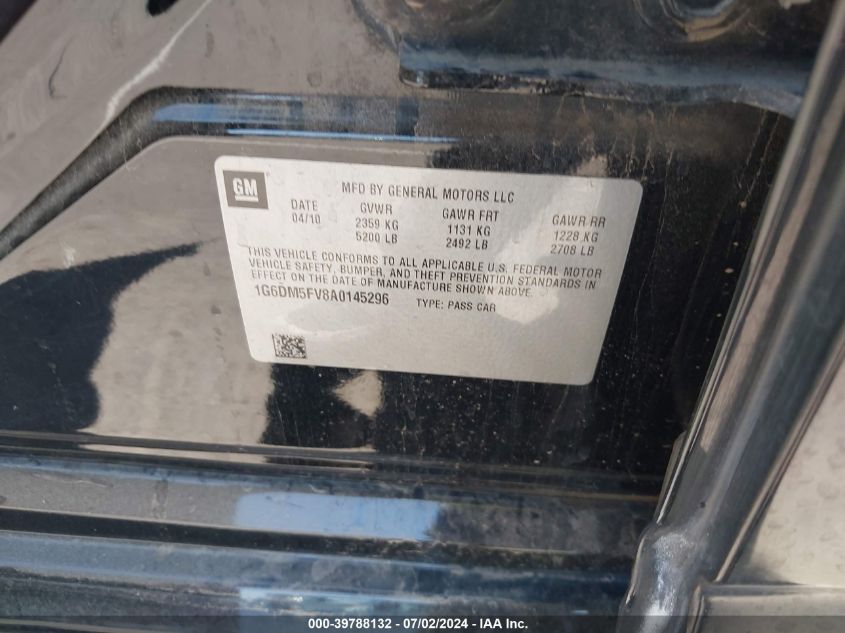 GM
MFD BY GENERAL MOTORS LLC
DATE GVWR GAWR FRT GAWR RR
04/10 2359 KG 1131 KG 1228 KG
5200 LB 2492 LB 2708 LB
THIS VEHICLE CONFORMS TO ALL APPLICABLE U.S. FEDERAL MOTOR
VEHICLE SAFETY, BUMPER, AND THEFT PREVENTION STANDARDS IN
EFFECT ON THE DATE OF MANUFACTURE SHOWN ABOVE.
1G6DM5FV8A0145296 TYPE: PASS CAR
000-39788132 - 07/02/2024 - IAA Inc.